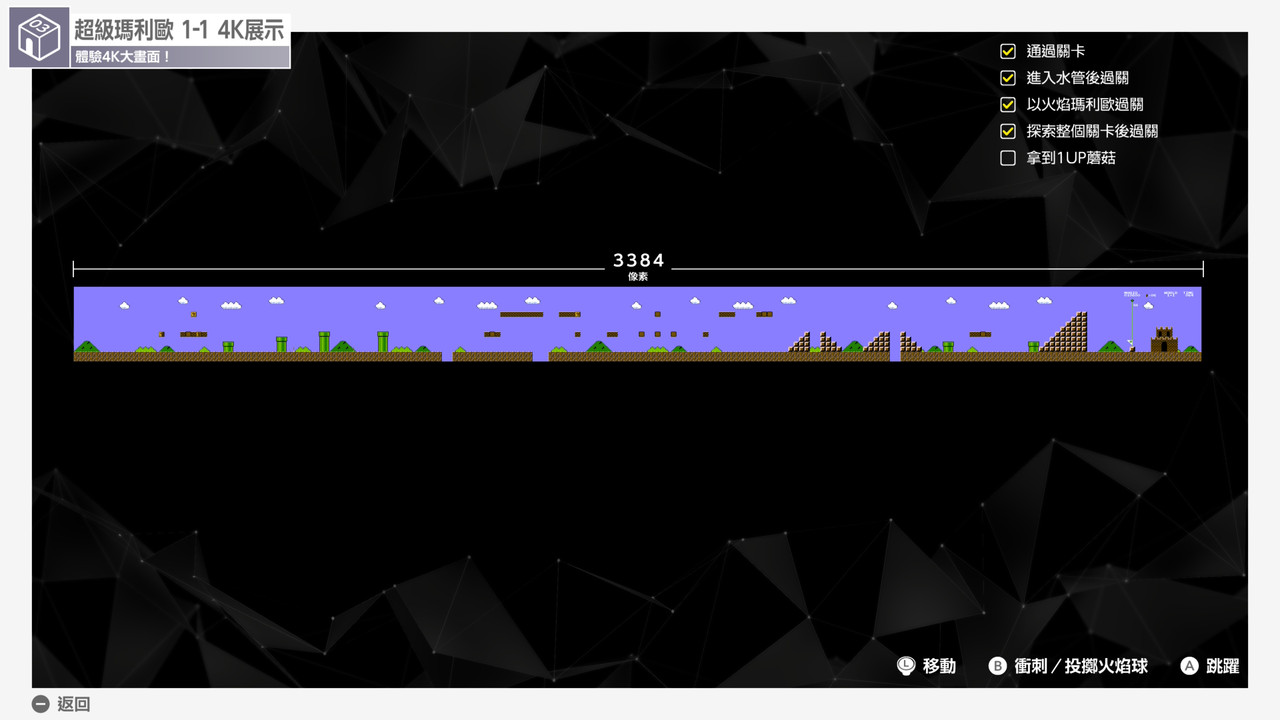 03
超級瑪利歐 1-1 4K展示
體驗4K大畫面！
通過關卡
進入水管後過關
以火焰瑪利歐過關
探索整個關卡後過關
拿到1UP蘑菇
3384
像素
L 移動
B 衝刺／投擲火焰球
A 跳躍
返回